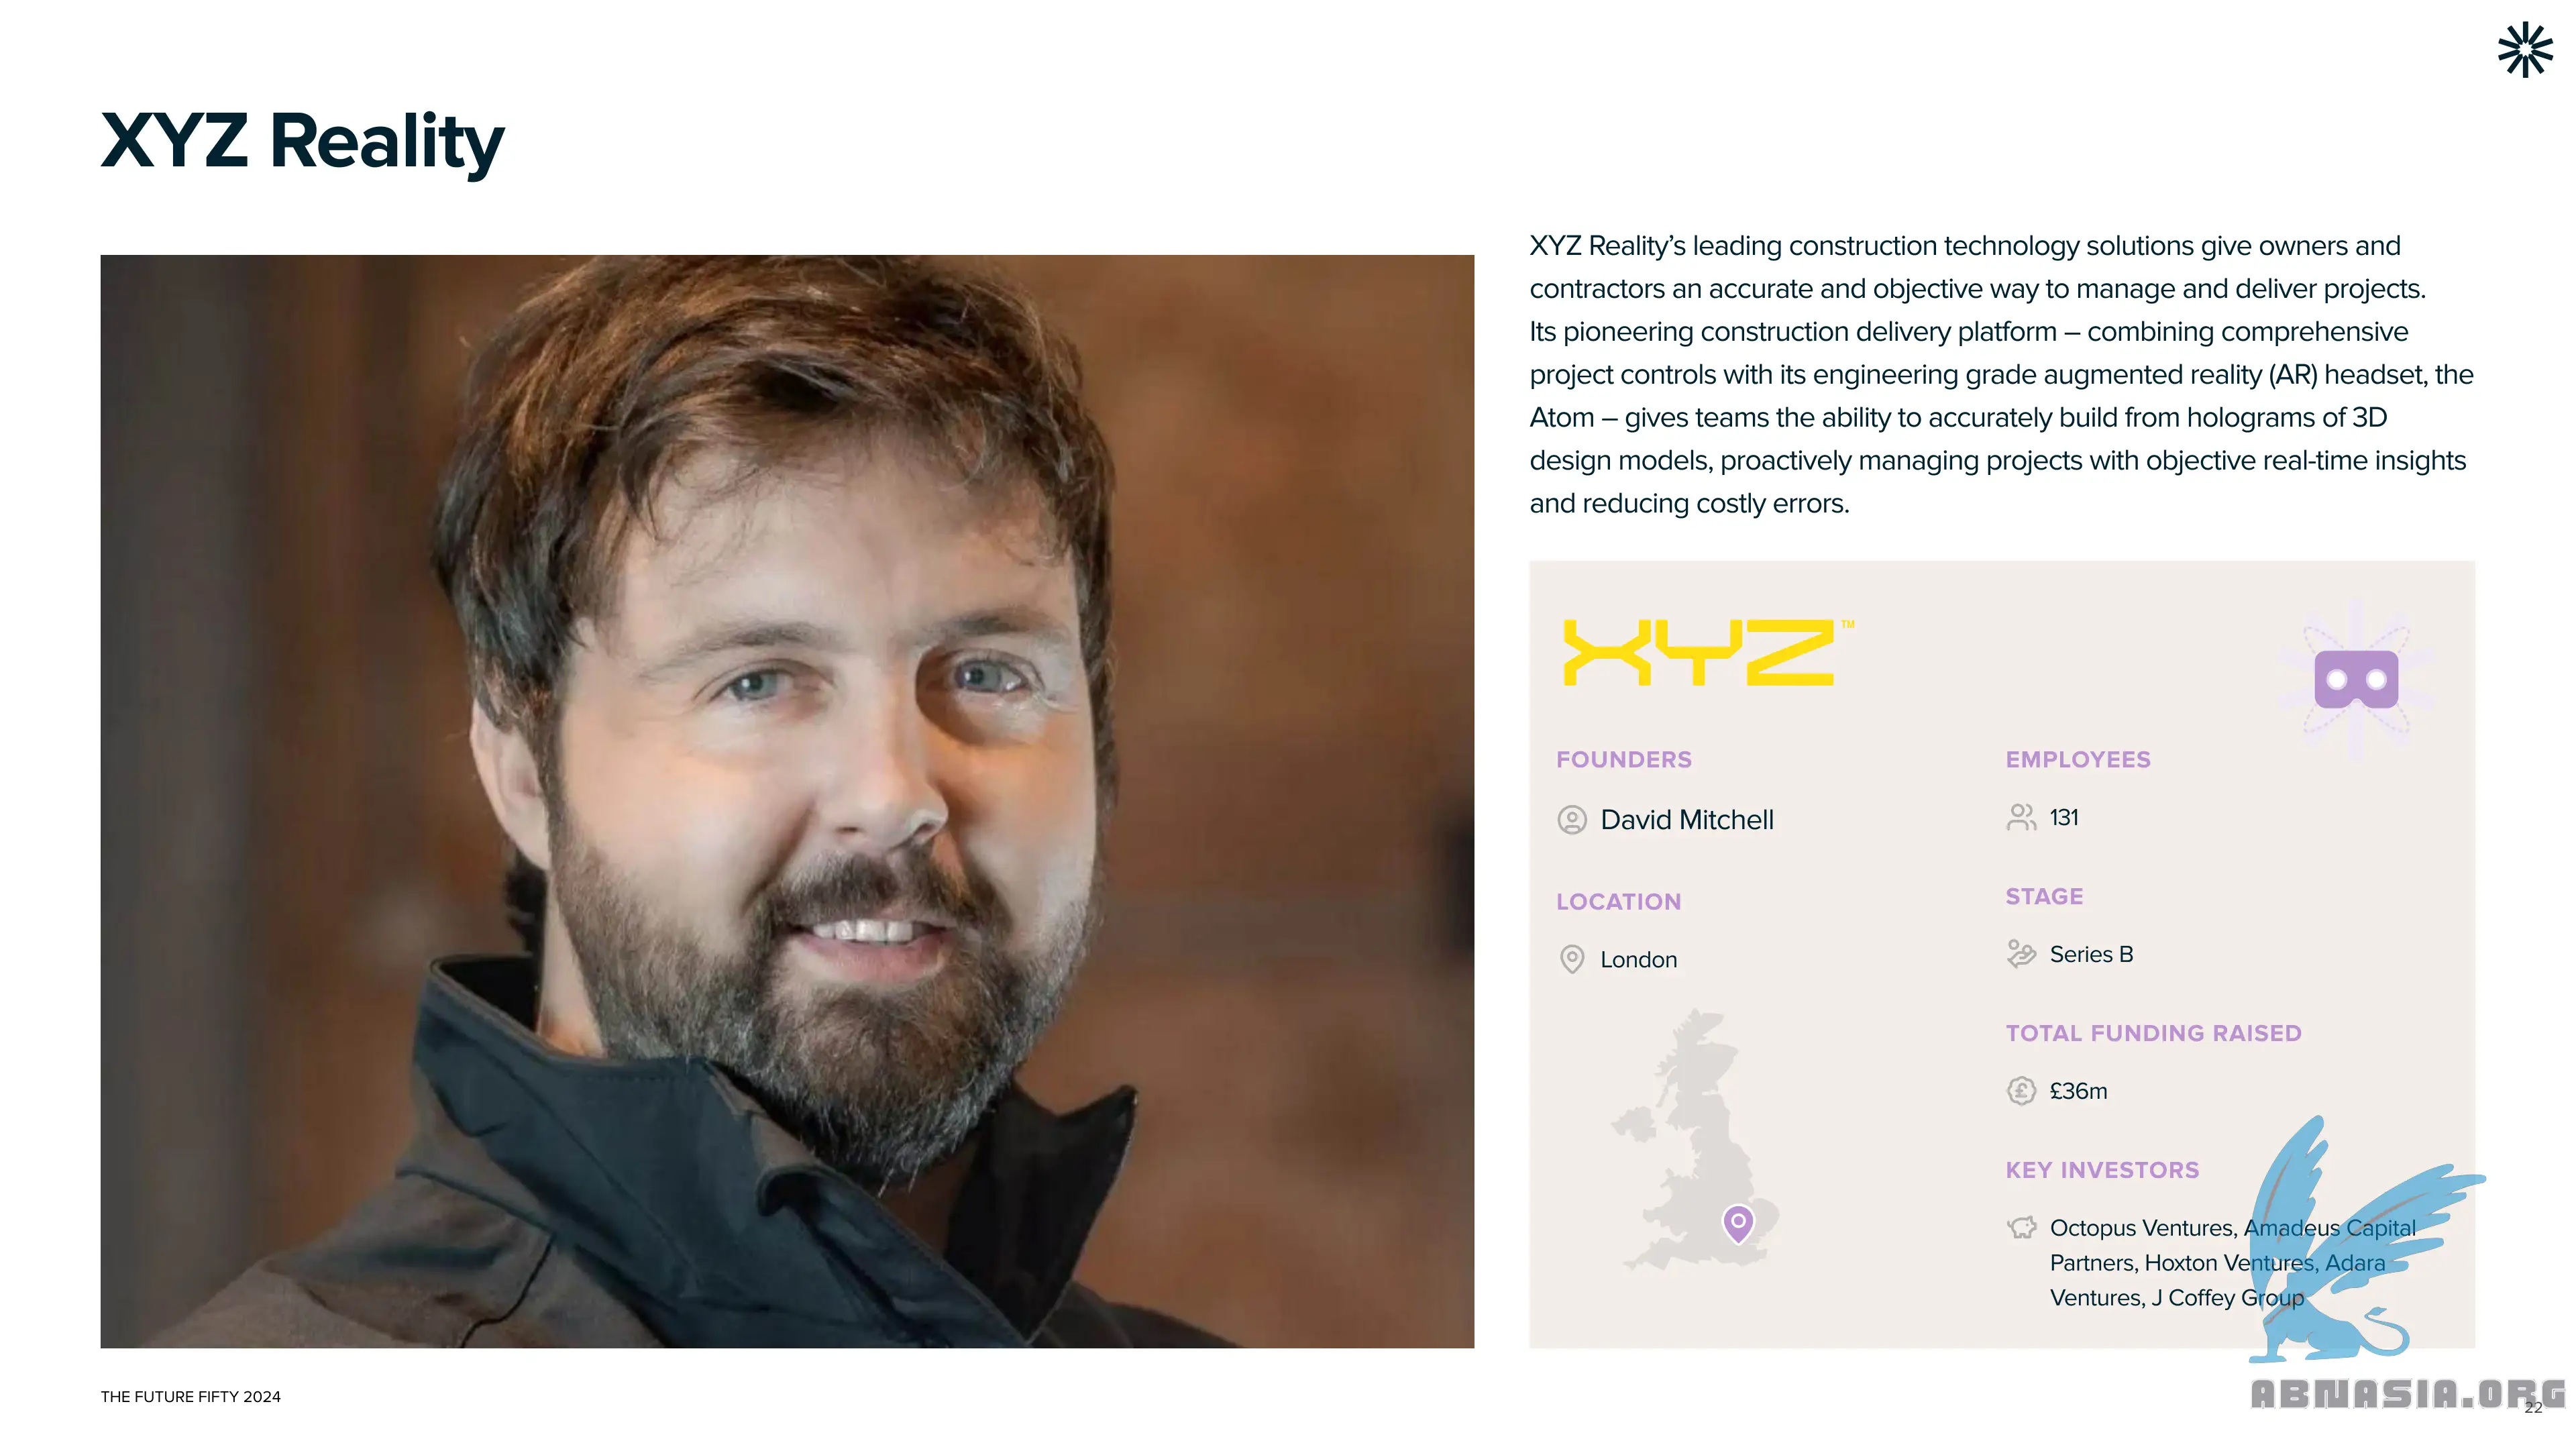 XYZ Reality
XYZ Reality’s leading construction technology solutions give owners and
contractors an accurate and objective way to manage and deliver projects.
Its pioneering construction delivery platform – combining comprehensive
project controls with its engineering grade augmented reality (AR) headset, the
Atom – gives teams the ability to accurately build from holograms of 3D
design models, proactively managing projects with objective real-time insights
and reducing costly errors.
XYZ™
FOUNDERS
David Mitchell
LOCATION
London
EMPLOYEES
131
STAGE
Series B
TOTAL FUNDING RAISED
£36m
KEY INVESTORS
Octopus Ventures, Amadeus Capital
Partners, Hoxton Ventures, Adara
Ventures, J Coffey Group
THE FUTURE FIFTY 2024
ABNASIA.ORG
22